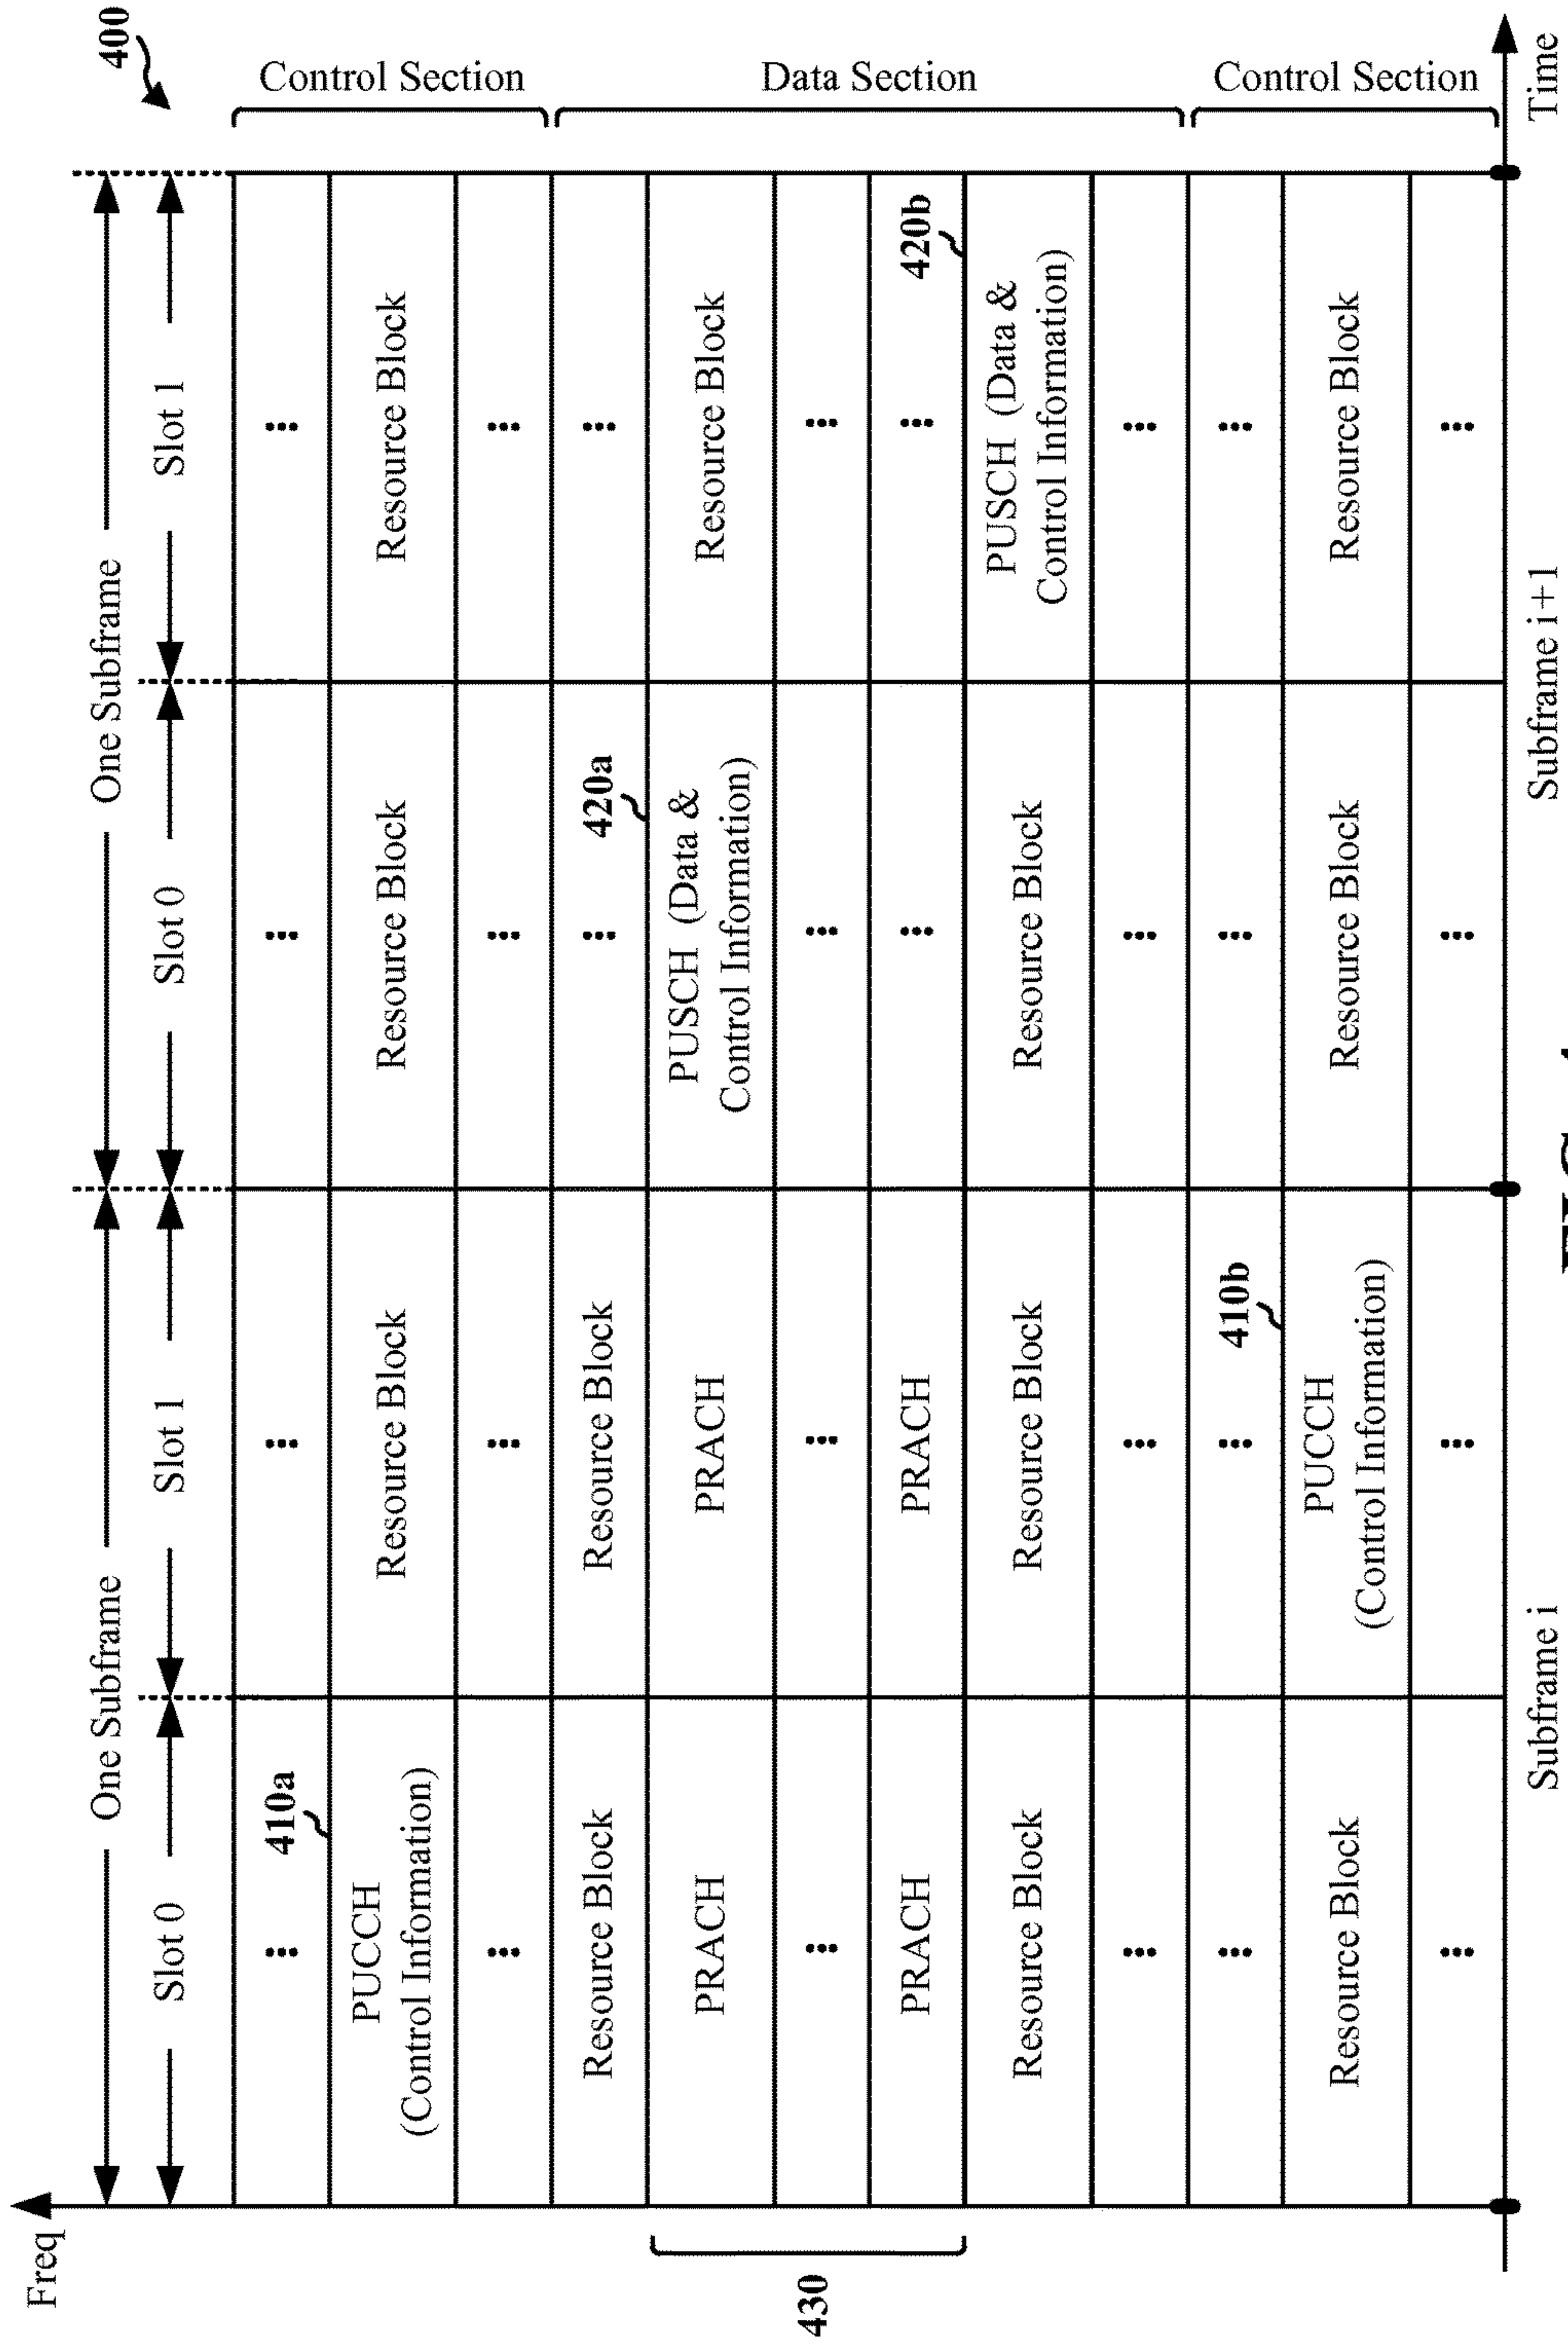 400
Freq
One Subframe
One Subframe
Slot 0
Slot 1
Slot 0
Slot 1
410a
PUCCH
(Control Information)
Resource Block
Resource Block
Resource Block
Control Section
Resource Block
Resource Block
420a
430
PRACH
PRACH
PUSCH (Data &
Control Information)
Resource Block
Data Section
PRACH
PRACH
420b
Resource Block
Resource Block
Resource Block
PUSCH (Data &
Control Information)
410b
Resource Block
PUCCH
(Control Information)
Resource Block
Resource Block
Control Section
Subframe i
Subframe i+1
Time